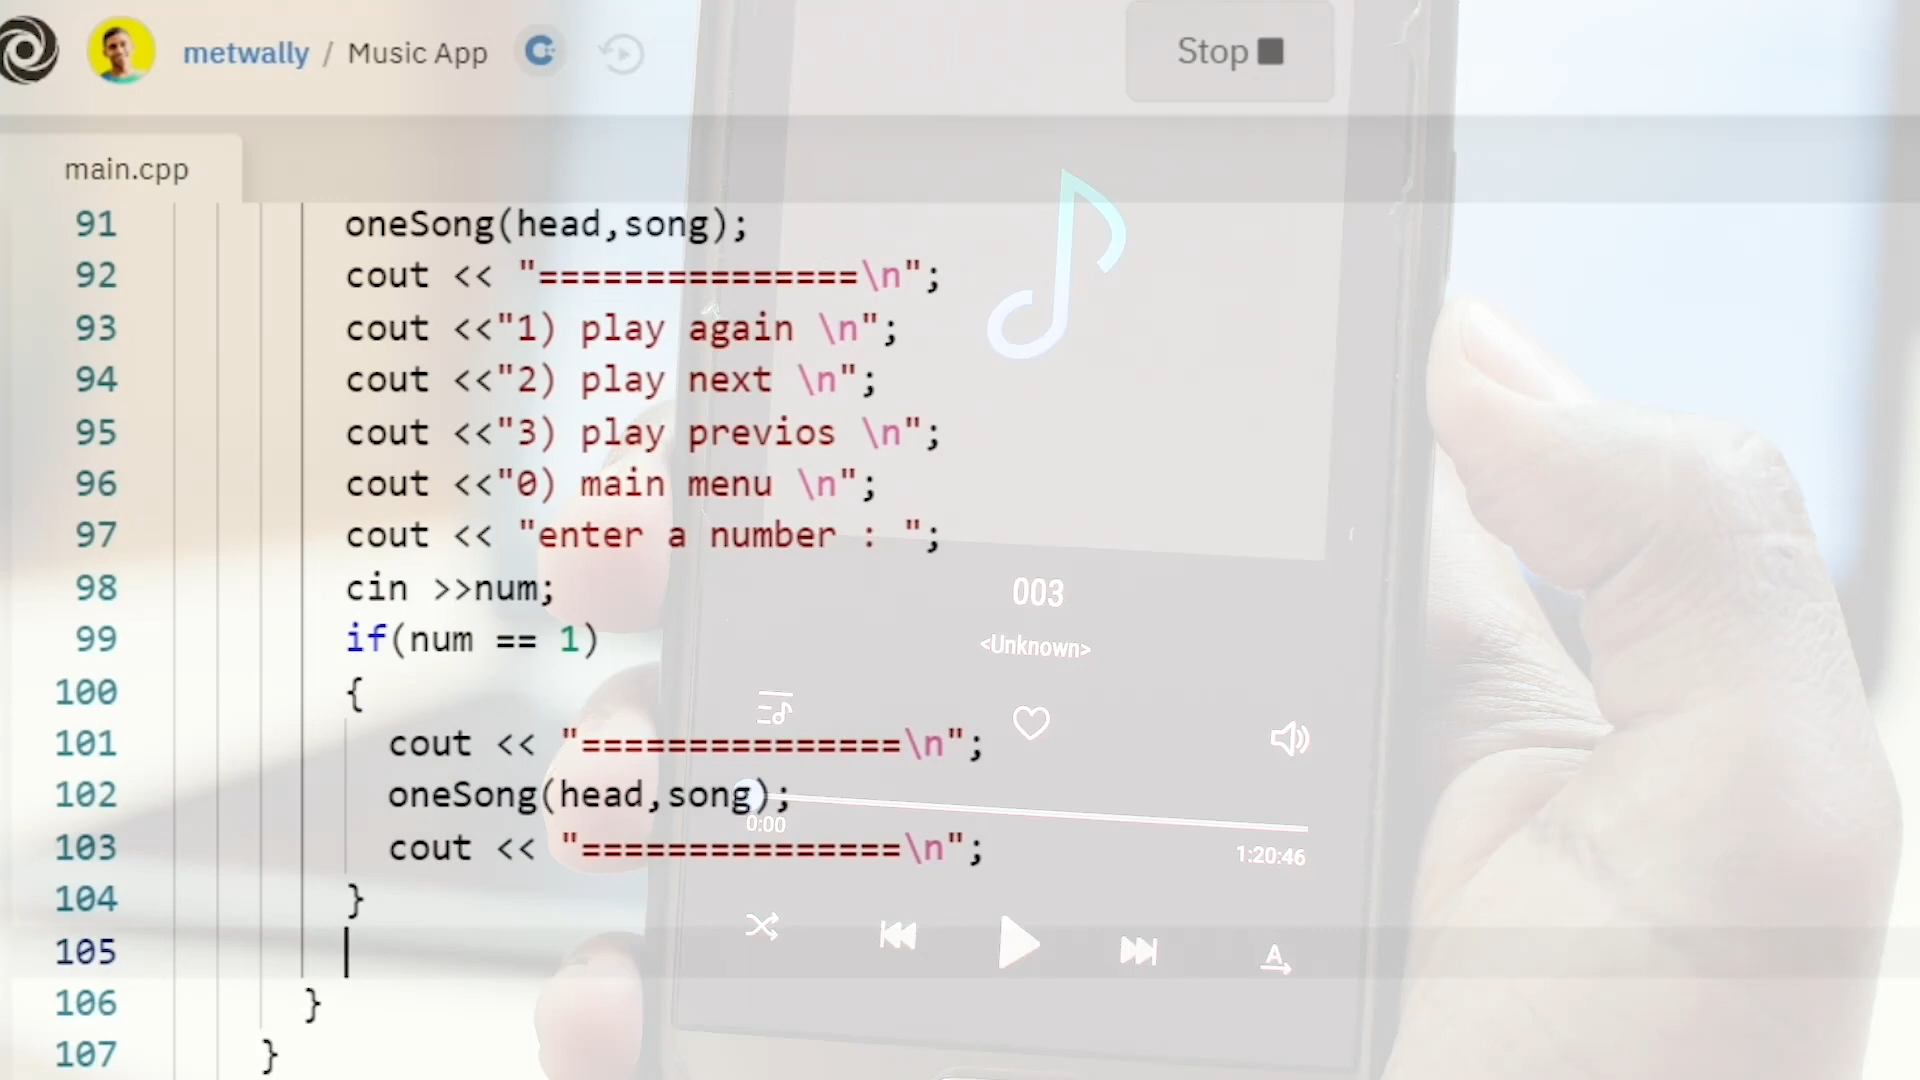 metwally / Music App
Stop
main.cpp
91 oneSong(head,song);
92 cout << "===============\n";
93 cout <<"1) play again \n";
94 cout <<"2) play next \n";
95 cout <<"3) play previos \n";
96 cout <<"0) main menu \n";
97 cout << "enter a number : ";
98 cin >>num;
99 if(num == 1)
100 {
101 cout << "===============\n";
102 oneSong(head,song);
103 cout << "===============\n";
104 }
105
106 }
107 }
003
<Unknown>
0:00
1:20:46
A